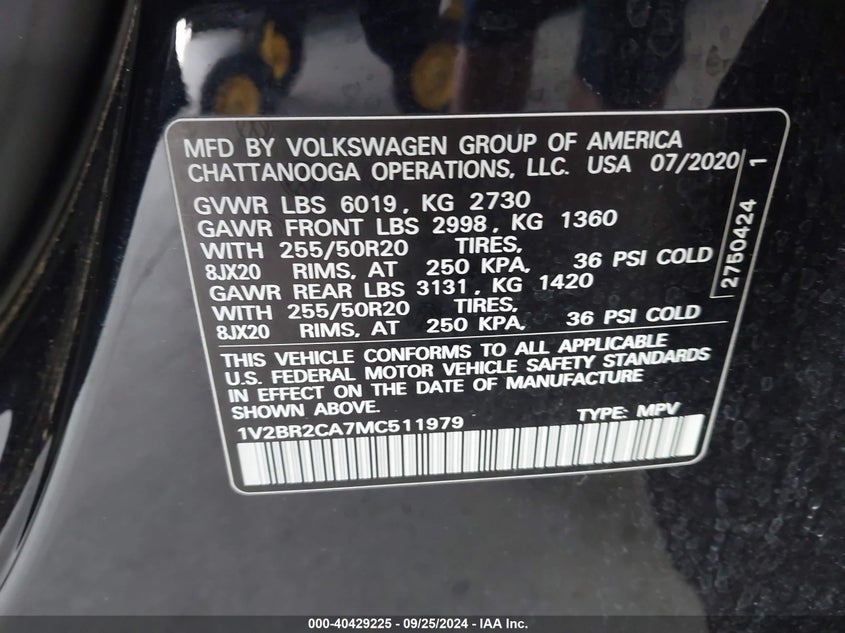 MFD BY VOLKSWAGEN GROUP OF AMERICA
CHATTANOOGA OPERATIONS, LLC. USA 07/2020
GVWR LBS 6019, KG 2730
GAWR FRONT LBS 2998, KG 1360
WITH 255/50R20 TIRES,
8JX20 RIMS, AT 250 KPA, 36 PSI COLD
GAWR REAR LBS 3131, KG 1420
WITH 255/50R20 TIRES,
8JX20 RIMS, AT 250 KPA, 36 PSI COLD
THIS VEHICLE CONFORMS TO ALL APPLICABLE
U.S. FEDERAL MOTOR VEHICLE SAFETY STANDARDS
IN EFFECT ON THE DATE OF MANUFACTURE
SHOWN ABOVE.
1V2BR2CA7MC511979 TYPE: MPV
2750424 1
000-40429225 - 09/25/2024 - IAA Inc.